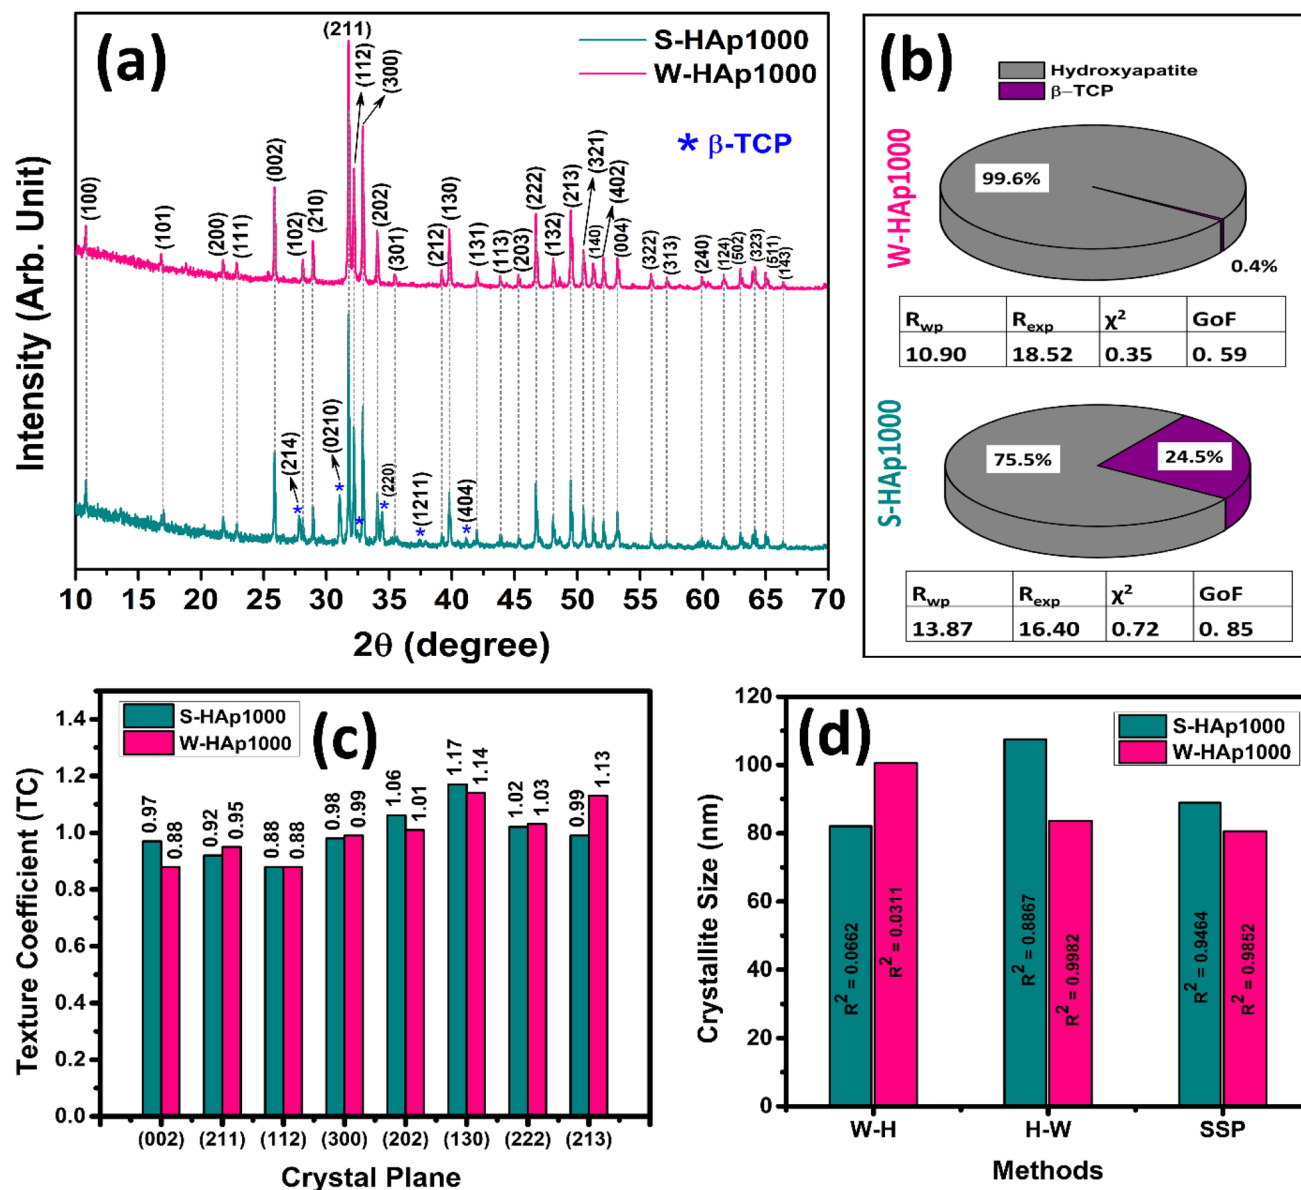 (a)
Intensity (Arb. Unit)
S-HAp1000
W-HAp1000
* β-TCP
(100)
(101)
(200)
(111)
(002)
(102)
(210)
(211)
(112)
(300)
(202)
(301)
(212)
(130)
(131)
(113)
(203)
(222)
(132)
(213)
(321)
(140)
(402)
(004)
(322)
(313)
(240)
(124)
(502)
(323)
(511)
(143)
(214)
(0210)
(220)
(1211)
(404)
* * * * * *
10 15 20 25 30 35 40 45 50 55 60 65 70
2θ (degree)
(b)
Hydroxyapatite
β−TCP
W-HAp1000
99.6%
0.4%
Rwp Rexp χ² GoF
10.90 18.52 0.35 0. 59
S-HAp1000
75.5%
24.5%
Rwp Rexp χ² GoF
13.87 16.40 0.72 0. 85
(c)
Texture Coefficient (TC)
S-HAp1000
W-HAp1000
1.4
1.2
1.0
0.8
0.6
0.4
0.2
0.0
0.97 0.88 0.92 0.95 0.88 0.88 0.98 0.99 1.06 1.01 1.17 1.14 1.02 1.03 0.99 1.13
(002) (211) (112) (300) (202) (130) (222) (213)
Crystal Plane
(d)
Crystallite Size (nm)
S-HAp1000
W-HAp1000
120
100
80
60
40
20
0
R² = 0.0662
R² = 0.0311
R² = 0.8867
R² = 0.9982
R² = 0.9464
R² = 0.9852
W-H H-W SSP
Methods